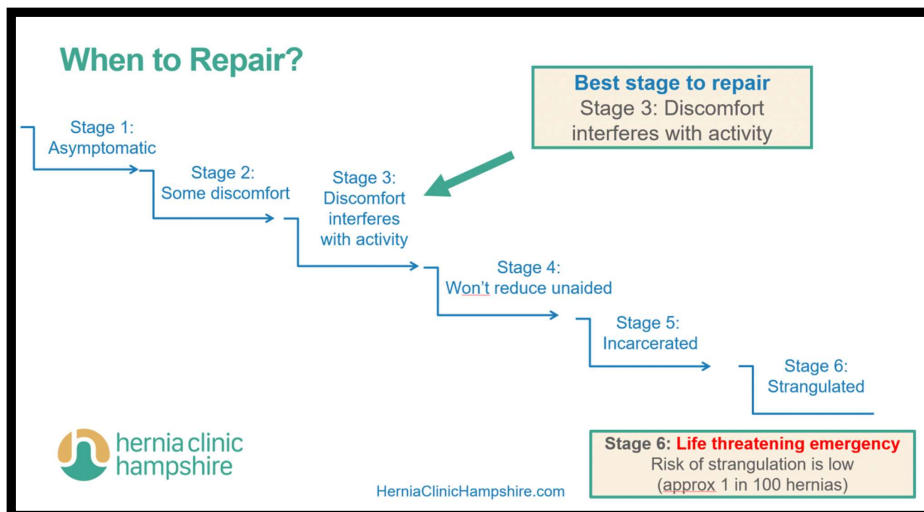 When to Repair?
Best stage to repair
Stage 3: Discomfort
interferes with activity
Stage 1:
Asymptomatic
Stage 2:
Some discomfort
Stage 3:
Discomfort
interferes
with activity
Stage 4:
Won't reduce unaided
Stage 5:
Incarcerated
Stage 6:
Strangulated
hernia clinic
hampshire
HerniaClinicHampshire.com
Stage 6: Life threatening emergency
Risk of strangulation is low
(approx 1 in 100 hernias)